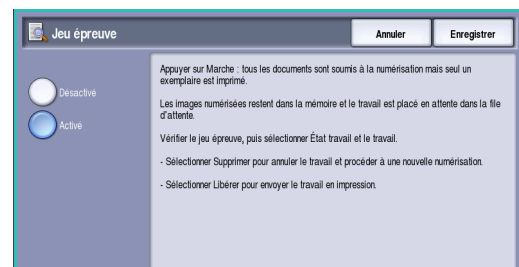 Jeu épreuve
Annuler
Enregistrer
Désactivé
Activé
Appuyer sur Marche : tous les documents sont soumis à la numérisation mais seul un
exemplaire est imprimé.
Les images numérisées restent dans la mémoire et le travail est placé en attente dans la file
d'attente.
Vérifier le jeu épreuve, puis sélectionner État travail et le travail.
- Sélectionner Supprimer pour annuler le travail et procéder à une nouvelle numérisation.
- Sélectionner Libérer pour envoyer le travail en impression.